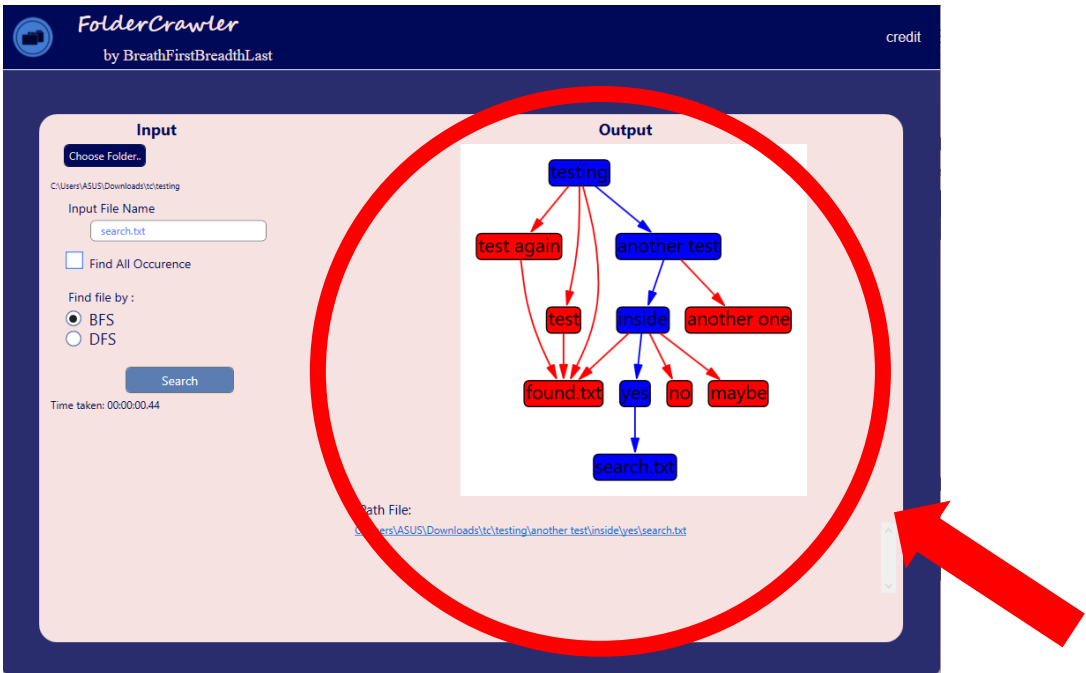 FolderCrawler
by BreathFirstBreadthLast
credit
Input
Choose Folder..
C:\Users\ASUS\Downloads\tc\testing
Input File Name
search.txt
Find All Occurence
Find file by :
BFS
DFS
Search
Time taken: 00:00:00.44
Output
testing
test again
another test
test
inside
another one
found.txt
yes
no
maybe
search.txt
Path File:
ers\ASUS\Downloads\tc\testing\another test\inside\yes\search.txt